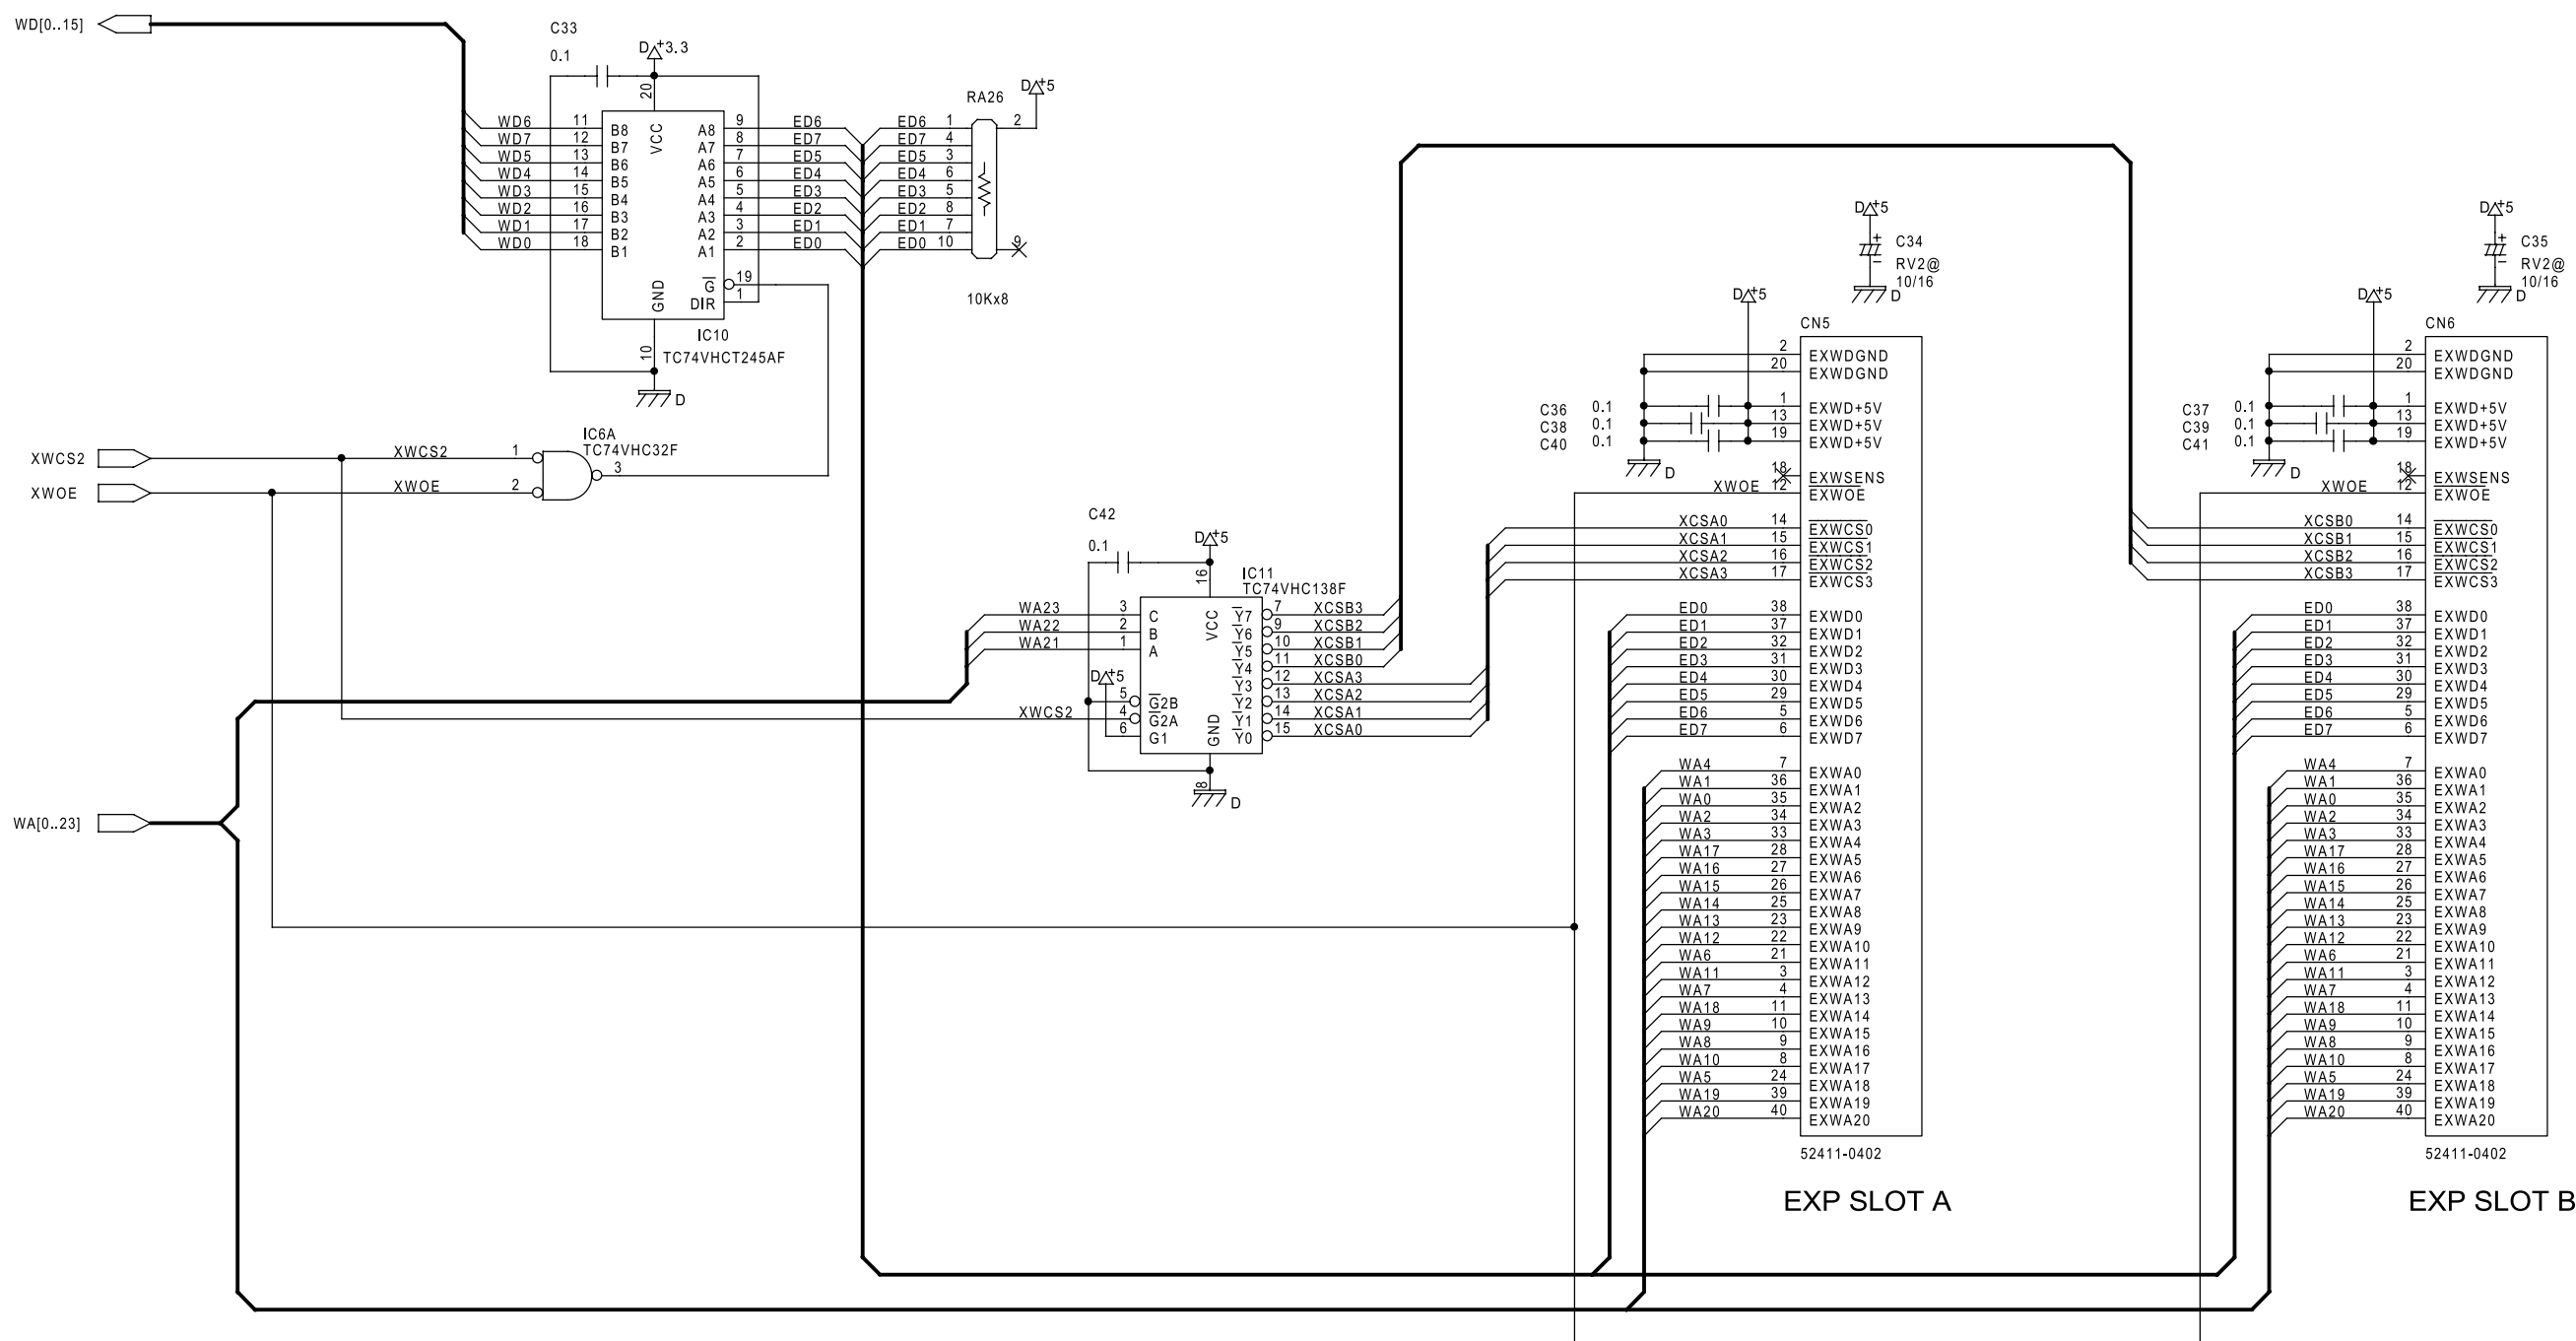 WD[0..15]
C33
0.1
D +3.3
20
WD6 11 B8 VCC A8 9 ED6
WD7 12 B7 A7 8 ED7
WD5 13 B6 A6 7 ED5
WD4 14 B5 A5 6 ED4
WD3 15 B4 A4 5 ED3
WD2 16 B3 A3 4 ED2
WD1 17 B2 A2 3 ED1
WD0 18 B1 A1 2 ED0
GND G 19
DIR 1
10
IC10
TC74VHCT245AF
D
RA26
D +5
ED6 1 2
ED7 4
ED5 3
ED4 6
ED3 5
ED2 8
ED1 7
ED0 10 9
10Kx8
XWCS2 XWCS2 1
XWOE XWOE 2
IC6A
TC74VHC32F
3
C42
0.1
D +5
16
IC11
TC74VHC138F
WA23 3 C VCC Y7 7 XCSB3
WA22 2 B Y6 9 XCSB2
WA21 1 A Y5 10 XCSB1
Y4 11 XCSB0
D +5
Y3 12 XCSA3
5 G2B Y2 13 XCSA2
XWCS2 4 G2A Y1 14 XCSA1
6 G1 GND Y0 15 XCSA0
8
D
WA[0..23]
D +5
C34
RV2@
10/16
D
D +5
CN5
2 EXWDGND
20 EXWDGND
C36 0.1 1 EXWD+5V
C38 0.1 13 EXWD+5V
C40 0.1 19 EXWD+5V
D
18 EXWSENS
XWOE 12 EXWOE
XCSA0 14 EXWCS0
XCSA1 15 EXWCS1
XCSA2 16 EXWCS2
XCSA3 17 EXWCS3
ED0 38 EXWD0
ED1 37 EXWD1
ED2 32 EXWD2
ED3 31 EXWD3
ED4 30 EXWD4
ED5 29 EXWD5
ED6 5 EXWD6
ED7 6 EXWD7
WA4 7 EXWA0
WA1 36 EXWA1
WA0 35 EXWA2
WA2 34 EXWA3
WA3 33 EXWA4
WA17 28 EXWA5
WA16 27 EXWA6
WA15 26 EXWA7
WA14 25 EXWA8
WA13 23 EXWA9
WA12 22 EXWA10
WA6 21 EXWA11
WA11 3 EXWA12
WA7 4 EXWA13
WA18 11 EXWA14
WA9 10 EXWA15
WA8 9 EXWA16
WA10 8 EXWA17
WA5 24 EXWA18
WA19 39 EXWA19
WA20 40 EXWA20
52411-0402
EXP SLOT A
D +5
C35
RV2@
10/16
D
D +5
CN6
2 EXWDGND
20 EXWDGND
C37 0.1 1 EXWD+5V
C39 0.1 13 EXWD+5V
C41 0.1 19 EXWD+5V
D
18 EXWSENS
XWOE 12 EXWOE
XCSB0 14 EXWCS0
XCSB1 15 EXWCS1
XCSB2 16 EXWCS2
XCSB3 17 EXWCS3
ED0 38 EXWD0
ED1 37 EXWD1
ED2 32 EXWD2
ED3 31 EXWD3
ED4 30 EXWD4
ED5 29 EXWD5
ED6 5 EXWD6
ED7 6 EXWD7
WA4 7 EXWA0
WA1 36 EXWA1
WA0 35 EXWA2
WA2 34 EXWA3
WA3 33 EXWA4
WA17 28 EXWA5
WA16 27 EXWA6
WA15 26 EXWA7
WA14 25 EXWA8
WA13 23 EXWA9
WA12 22 EXWA10
WA6 21 EXWA11
WA11 3 EXWA12
WA7 4 EXWA13
WA18 11 EXWA14
WA9 10 EXWA15
WA8 9 EXWA16
WA10 8 EXWA17
WA5 24 EXWA18
WA19 39 EXWA19
WA20 40 EXWA20
52411-0402
EXP SLOT B